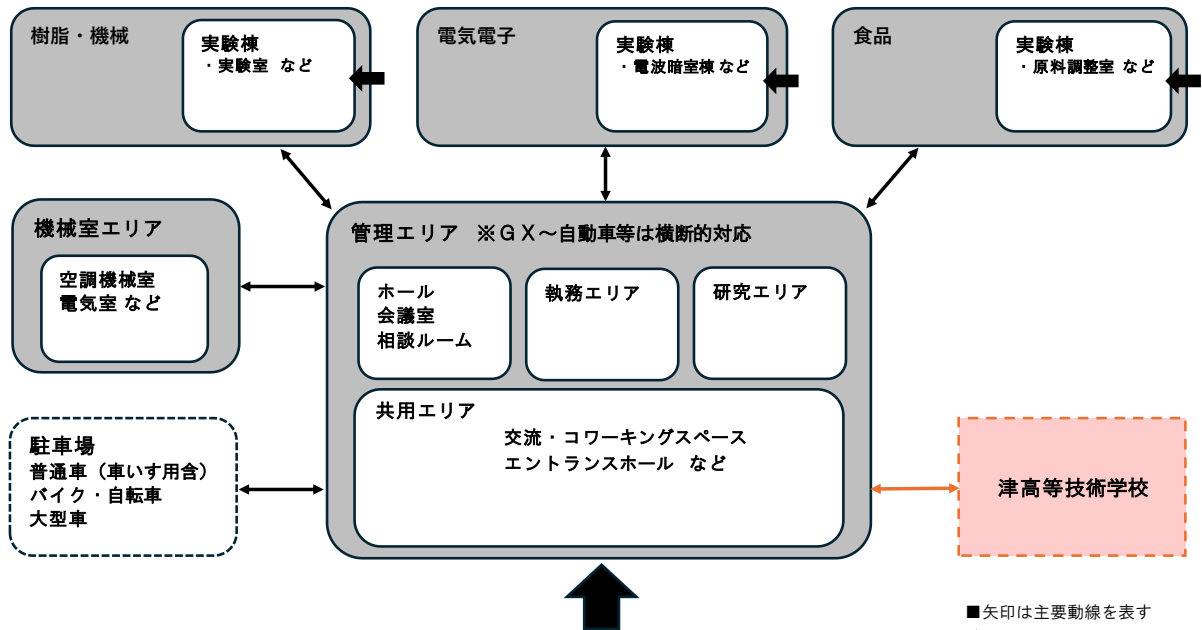 樹脂・機械
実験棟
・実験室 など
電気電子
実験棟
・電波暗室棟 など
食品
実験棟
・原料調整室 など
機械室エリア
空調機械室
電気室 など
管理エリア ※GX~自動車等は横断的対応
ホール
会議室
相談ルーム
執務エリア
研究エリア
共用エリア
交流・コワーキングスペース
エントランスホール など
駐車場
普通車(車いす用含)
バイク・自転車
大型車
津高等技術学校
■矢印は主要動線を表す